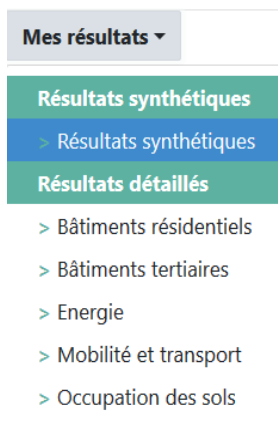 Mes résultats
Résultats synthétiques
> Résultats synthétiques
Résultats détaillés
> Bâtiments résidentiels
> Bâtiments tertiaires
> Energie
> Mobilité et transport
> Occupation des sols